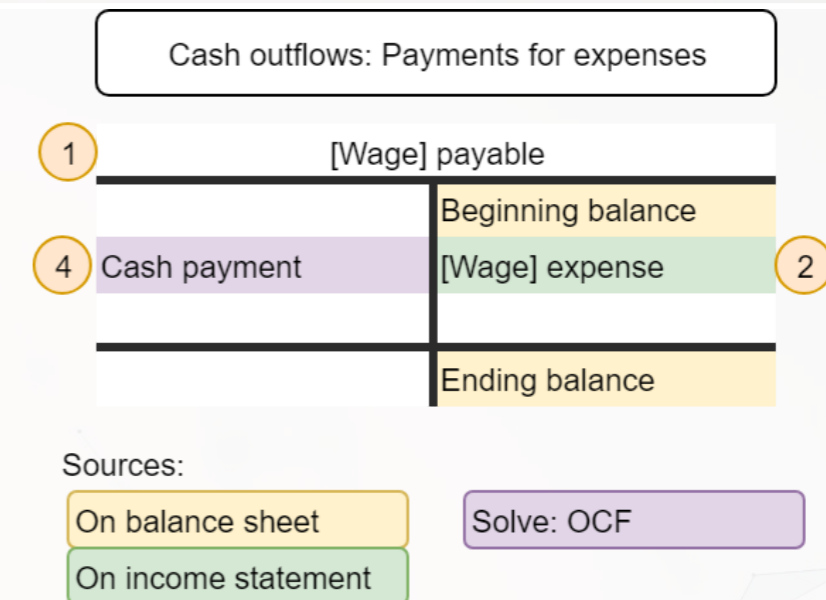 Cash outflows: Payments for expenses
1
[Wage] payable
Beginning balance
4 Cash payment [Wage] expense 2
Ending balance
Sources:
On balance sheet Solve: OCF
On income statement